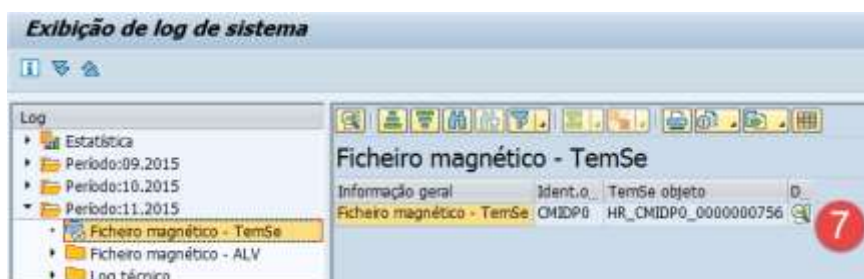 Exibição de log de sistema
Log
Estatística
Período:09.2015
Período:10.2015
Período:11.2015
Ficheiro magnético - TemSe
Ficheiro magnético - ALV
Log técnico
Ficheiro magnético - TemSe
Informação geral Ident.o TemSe objeto D
Ficheiro magnético - TemSe CMIDP0 HR_CMIDP0_0000000756
7